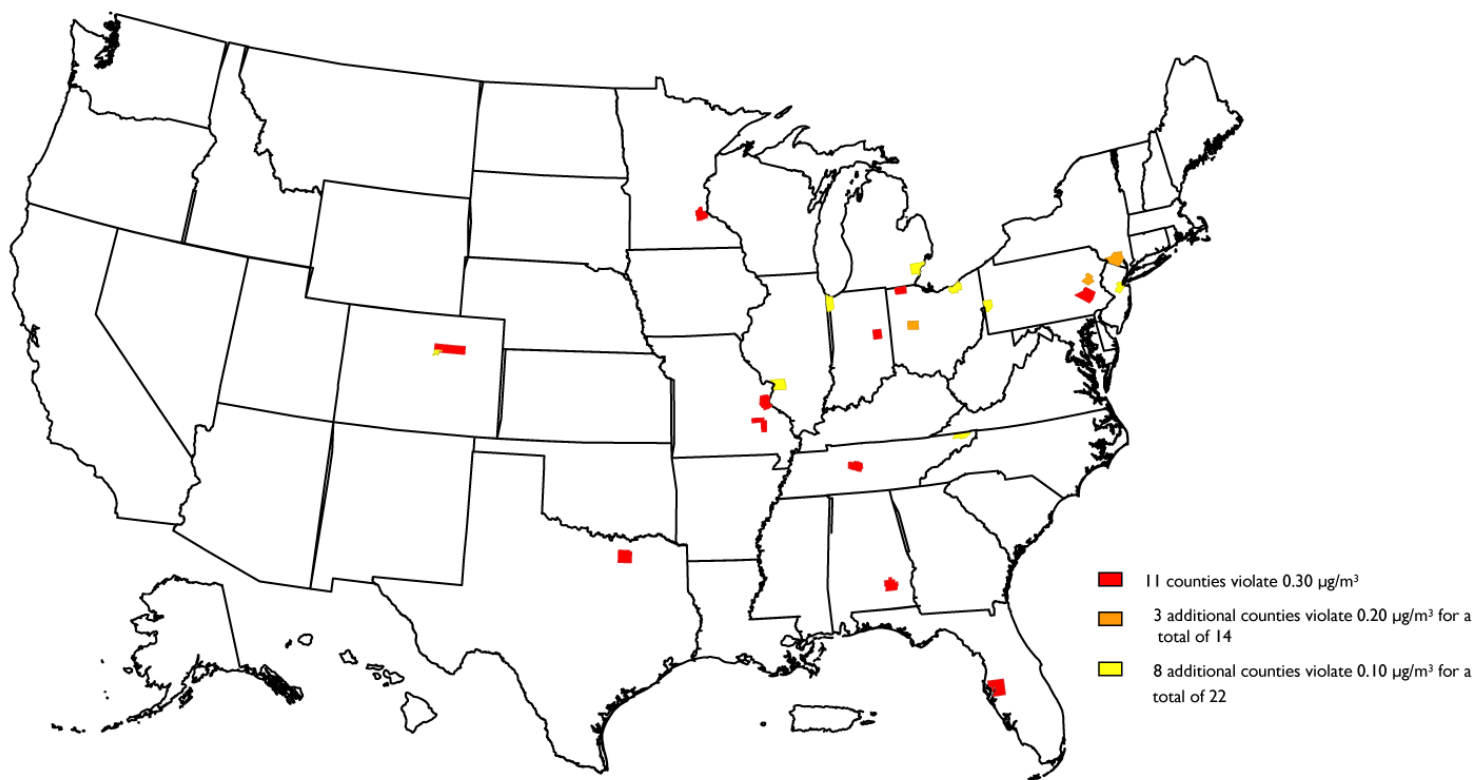 11 counties violate 0.30 µg/m³
3 additional counties violate 0.20 µg/m³ for a
total of 14
8 additional counties violate 0.10 µg/m³ for a
total of 22